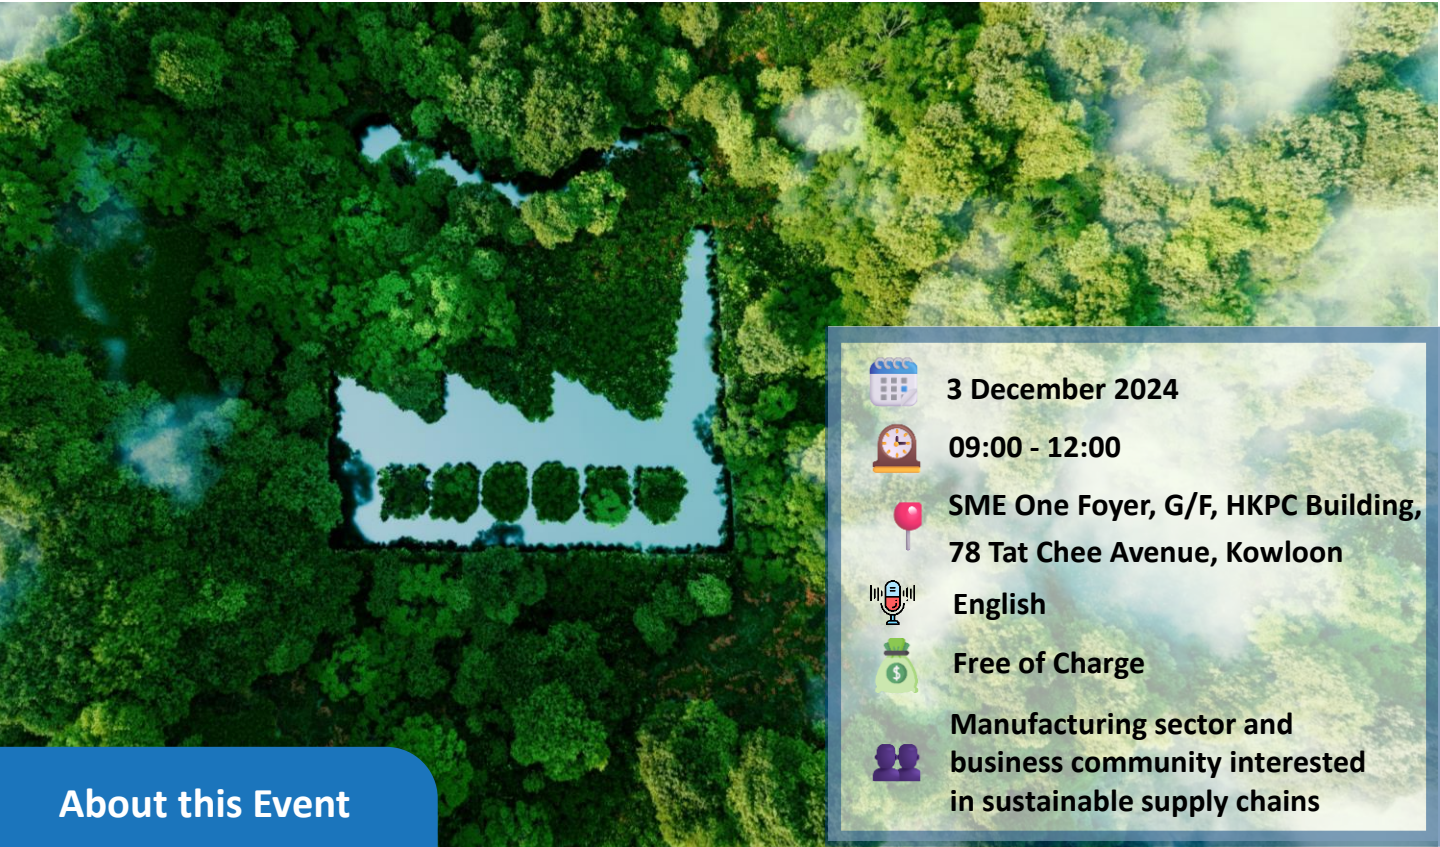 3 December 2024
09:00 - 12:00
SME One Foyer, G/F, HKPC Building,
78 Tat Chee Avenue, Kowloon
English
Free of Charge
Manufacturing sector and
business community interested
in sustainable supply chains
About this Event